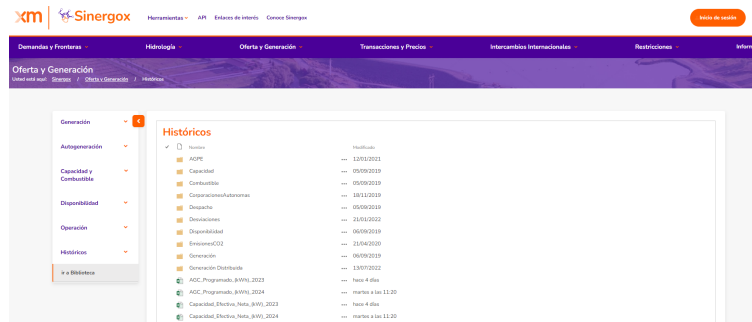 xm Sinergox Herramientas API Enlaces de interés Conoce Sinergox Inicio de sesión
Demandas y Fronteras Hidrología Oferta y Generación Transacciones y Precios Intercambios Internacionales Restricciones Inform
Oferta y Generación
Usted está aquí: Sinergox / Oferta y Generación / Históricos
Generación
Autogeneración
Capacidad y
Combustible
Disponibilidad
Operación
Históricos
ir a Biblioteca
Históricos
Nombre Modificado
AGPE ... 12/01/2021
Capacidad ... 05/09/2019
Combustible ... 05/09/2019
CorporacionesAutonomas ... 18/11/2019
Despacho ... 05/09/2019
Desviaciones ... 21/01/2022
Disponibilidad ... 06/09/2019
EmisionesCO2 ... 21/04/2020
Generación ... 06/09/2019
Generación Distribuida ... 13/07/2022
AGC_Programado_(kWh)_2023 ... hace 4 días
AGC_Programado_(kWh)_2024 ... martes a las 11:20
Capacidad_Efectiva_Neta_(kW)_2023 ... hace 4 días
Capacidad_Efectiva_Neta_(kW)_2024 ... martes a las 11:20